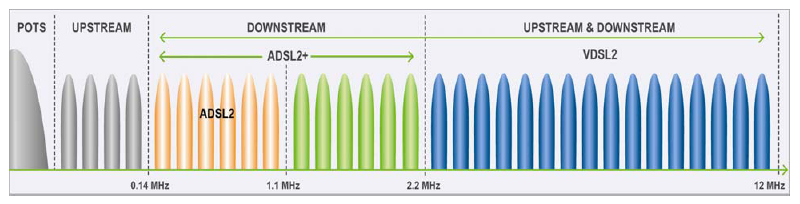 POTS
UPSTREAM
DOWNSTREAM
UPSTREAM & DOWNSTREAM
ADSL2+
VDSL2
ADSL2
0.14 MHz
1.1 MHz
2.2 MHz
12 MHz